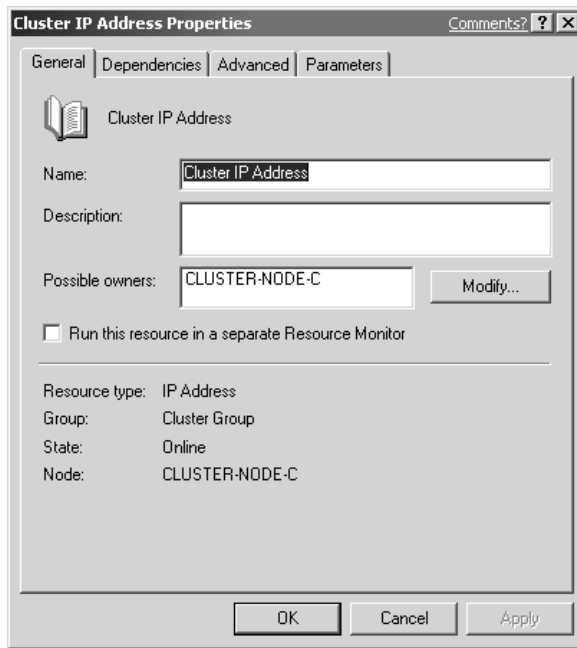 Cluster IP Address Properties Comments? ? X
General Dependencies Advanced Parameters
Cluster IP Address
Name: Cluster IP Address
Description:
Possible owners: CLUSTER-NODE-C Modify...
Run this resource in a separate Resource Monitor
Resource type: IP Address
Group: Cluster Group
State: Online
Node: CLUSTER-NODE-C
OK Cancel Apply